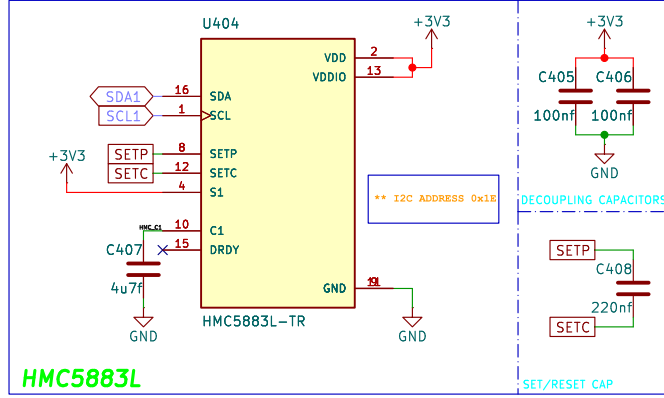 U404
+3V3
VDD 2
VDDIO 13
SDA1 16 SDA
SCL1 1 SCL
SETP 8 SETP
SETC 12 SETC
+3V3
4 S1
** I2C ADDRESS 0x1E
HMC_C1 10 C1
15 DRDY
C407
4u7f
GND
GND
GND
HMC5883L-TR
HMC5883L
+3V3
C405 C406
100nf 100nf
GND
DECOUPLING CAPACITORS
SETP
C408
220nf
SETC
SET/RESET CAP